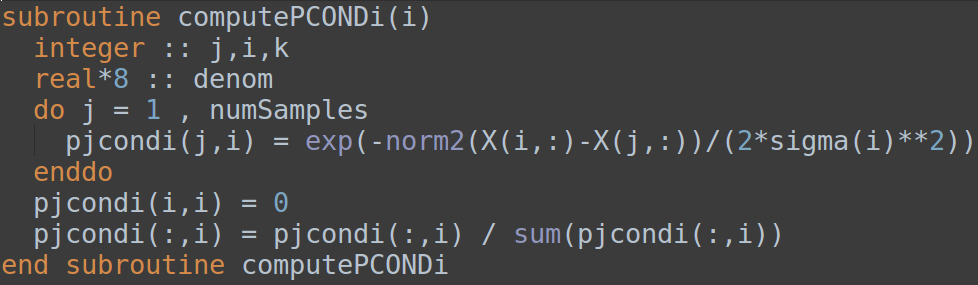 subroutine computePCONDi(i)
  integer :: j,i,k
  real*8 :: denom
  do j = 1 , numSamples
    pjcondi(j,i) = exp(-norm2(X(i,:)-X(j,:))/(2*sigma(i)**2))
  enddo
  pjcondi(i,i) = 0
  pjcondi(:,i) = pjcondi(:,i) / sum(pjcondi(:,i))
end subroutine computePCONDi